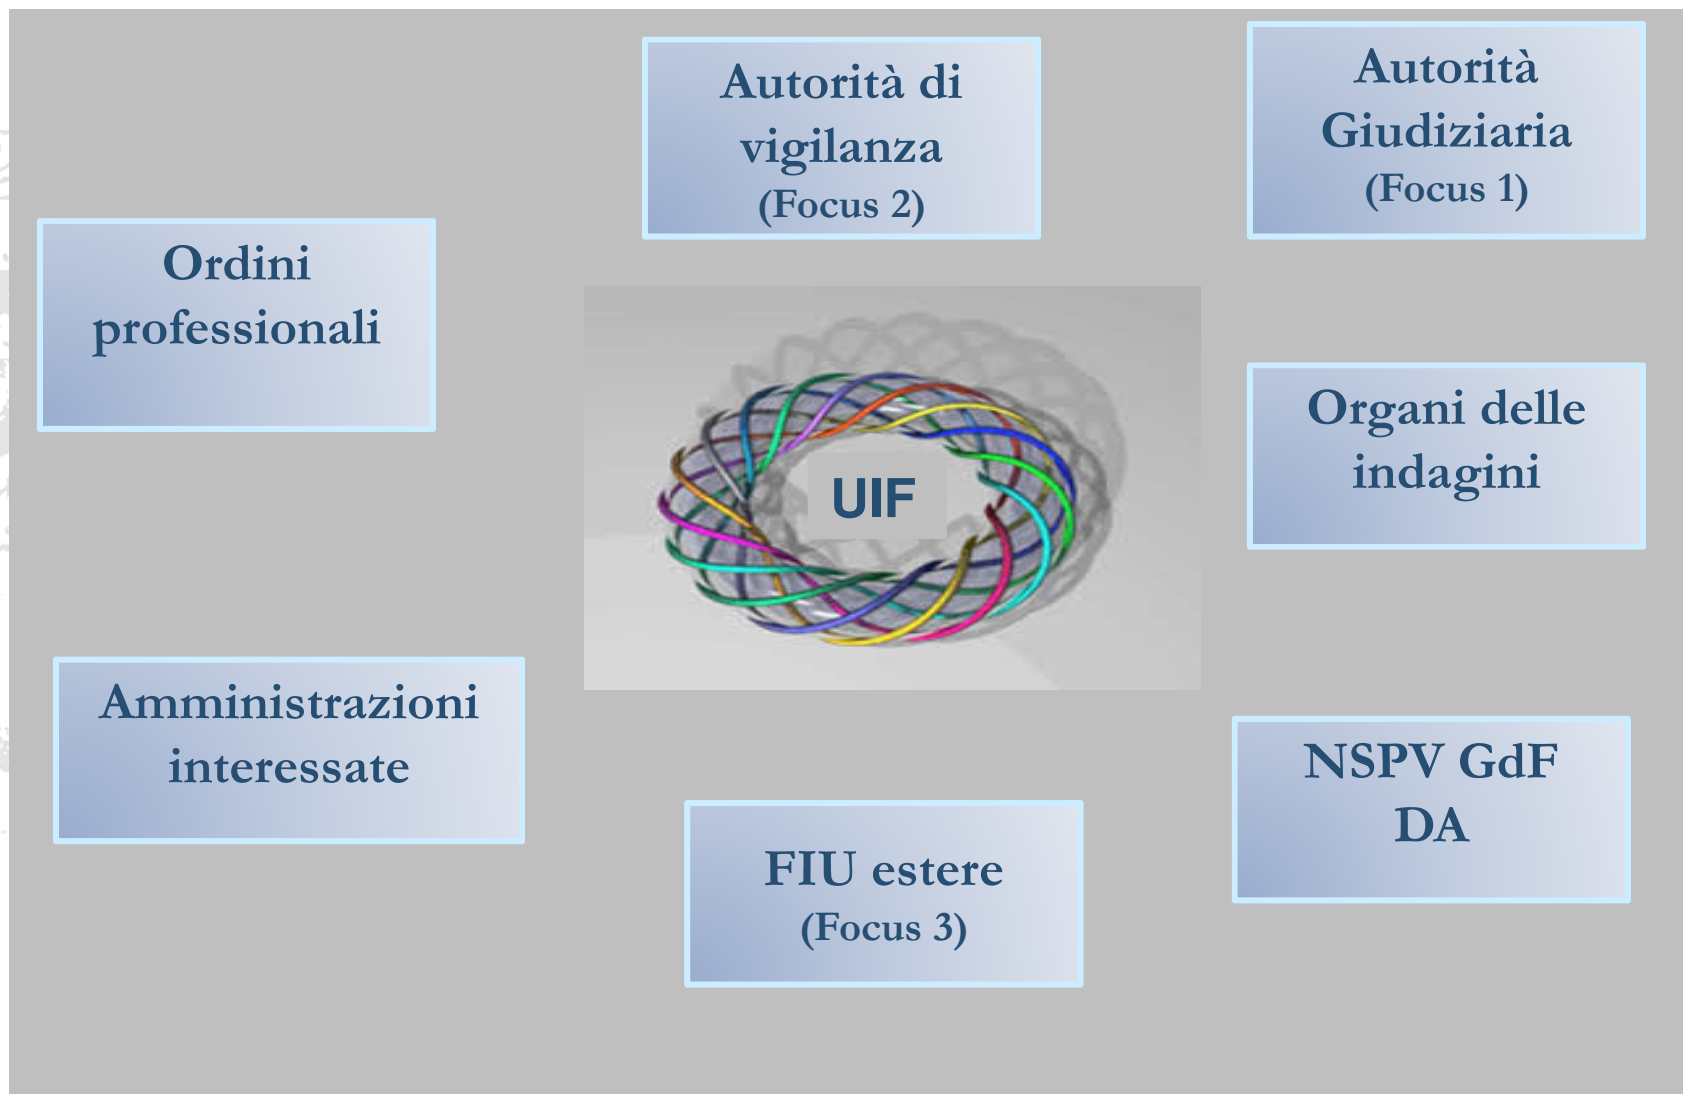 Autorità di
vigilanza
(Focus 2)
Autorità
Giudiziaria
(Focus 1)
Ordini
professionali
Organi delle
indagini
UIF
Amministrazioni
interessate
NSPV GdF
DA
FIU estere
(Focus 3)